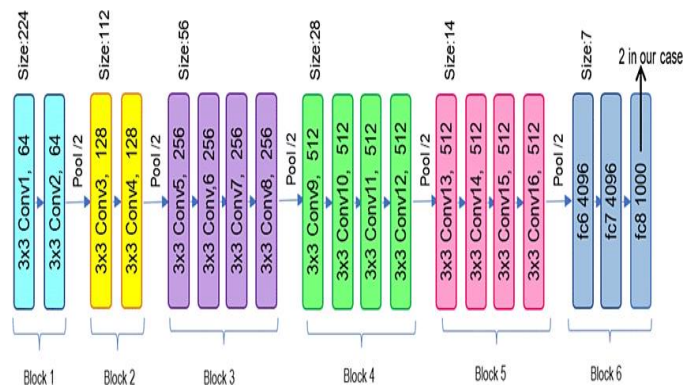 Size:224
Size:112
Size:56
Size:28
Size:14
Size:7
2 in our case
3x3 Conv1, 64
3x3 Conv2, 64
Pool /2
3x3 Conv3, 128
3x3 Conv4, 128
Pool /2
3x3 Conv5, 256
3x3 Conv,6 256
3x3 Conv7, 256
3x3 Conv8, 256
Pool /2
3x3 Conv9, 512
3x3 Conv10, 512
3x3 Conv11, 512
3x3 Conv12, 512
Pool /2
3x3 Conv13, 512
3x3 Conv14, 512
3x3 Conv15, 512
3x3 Conv16, 512
Pool /2
fc6 4096
fc7 4096
fc8 1000
Block 1
Block 2
Block 3
Block 4
Block 5
Block 6